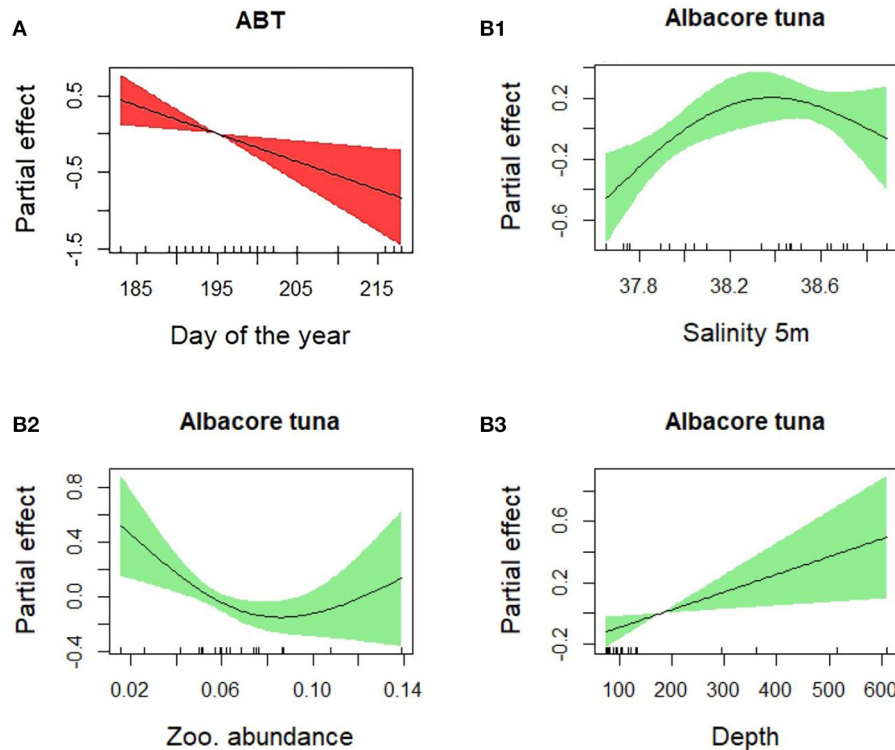 A
ABT
Partial effect
0.5
-0.5
-1.5
185 195 205 215
Day of the year
B1
Albacore tuna
Partial effect
0.2
-0.2
-0.6
37.8 38.2 38.6
Salinity 5m
B2
Albacore tuna
Partial effect
0.8
0.4
0.0
-0.4
0.02 0.06 0.10 0.14
Zoo. abundance
B3
Albacore tuna
Partial effect
0.6
0.2
-0.2
100 200 300 400 500 600
Depth